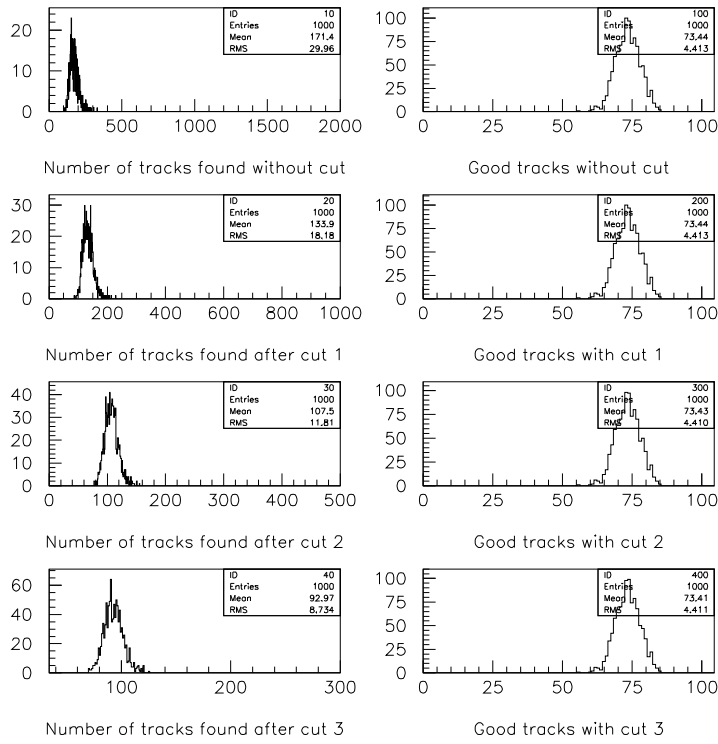 ID 10
Entries 1000
Mean 171.4
RMS 29.96
20
10
0
0 500 1000 1500 2000
Number of tracks found without cut
ID 100
Entries 1000
Mean 73.44
RMS 4.413
100
75
50
25
0
0 25 50 75 100
Good tracks without cut
ID 20
Entries 1000
Mean 133.9
RMS 18.18
30
20
10
0
0 200 400 600 800 1000
Number of tracks found after cut 1
ID 200
Entries 1000
Mean 73.44
RMS 4.413
100
75
50
25
0
0 25 50 75 100
Good tracks with cut 1
ID 30
Entries 1000
Mean 107.5
RMS 11.81
40
30
20
10
0
0 100 200 300 400 500
Number of tracks found after cut 2
ID 300
Entries 1000
Mean 73.43
RMS 4.410
100
75
50
25
0
0 25 50 75 100
Good tracks with cut 2
ID 40
Entries 1000
Mean 92.97
RMS 8.734
60
40
20
0
100 200 300
Number of tracks found after cut 3
ID 400
Entries 1000
Mean 73.41
RMS 4.411
100
75
50
25
0
0 25 50 75 100
Good tracks with cut 3